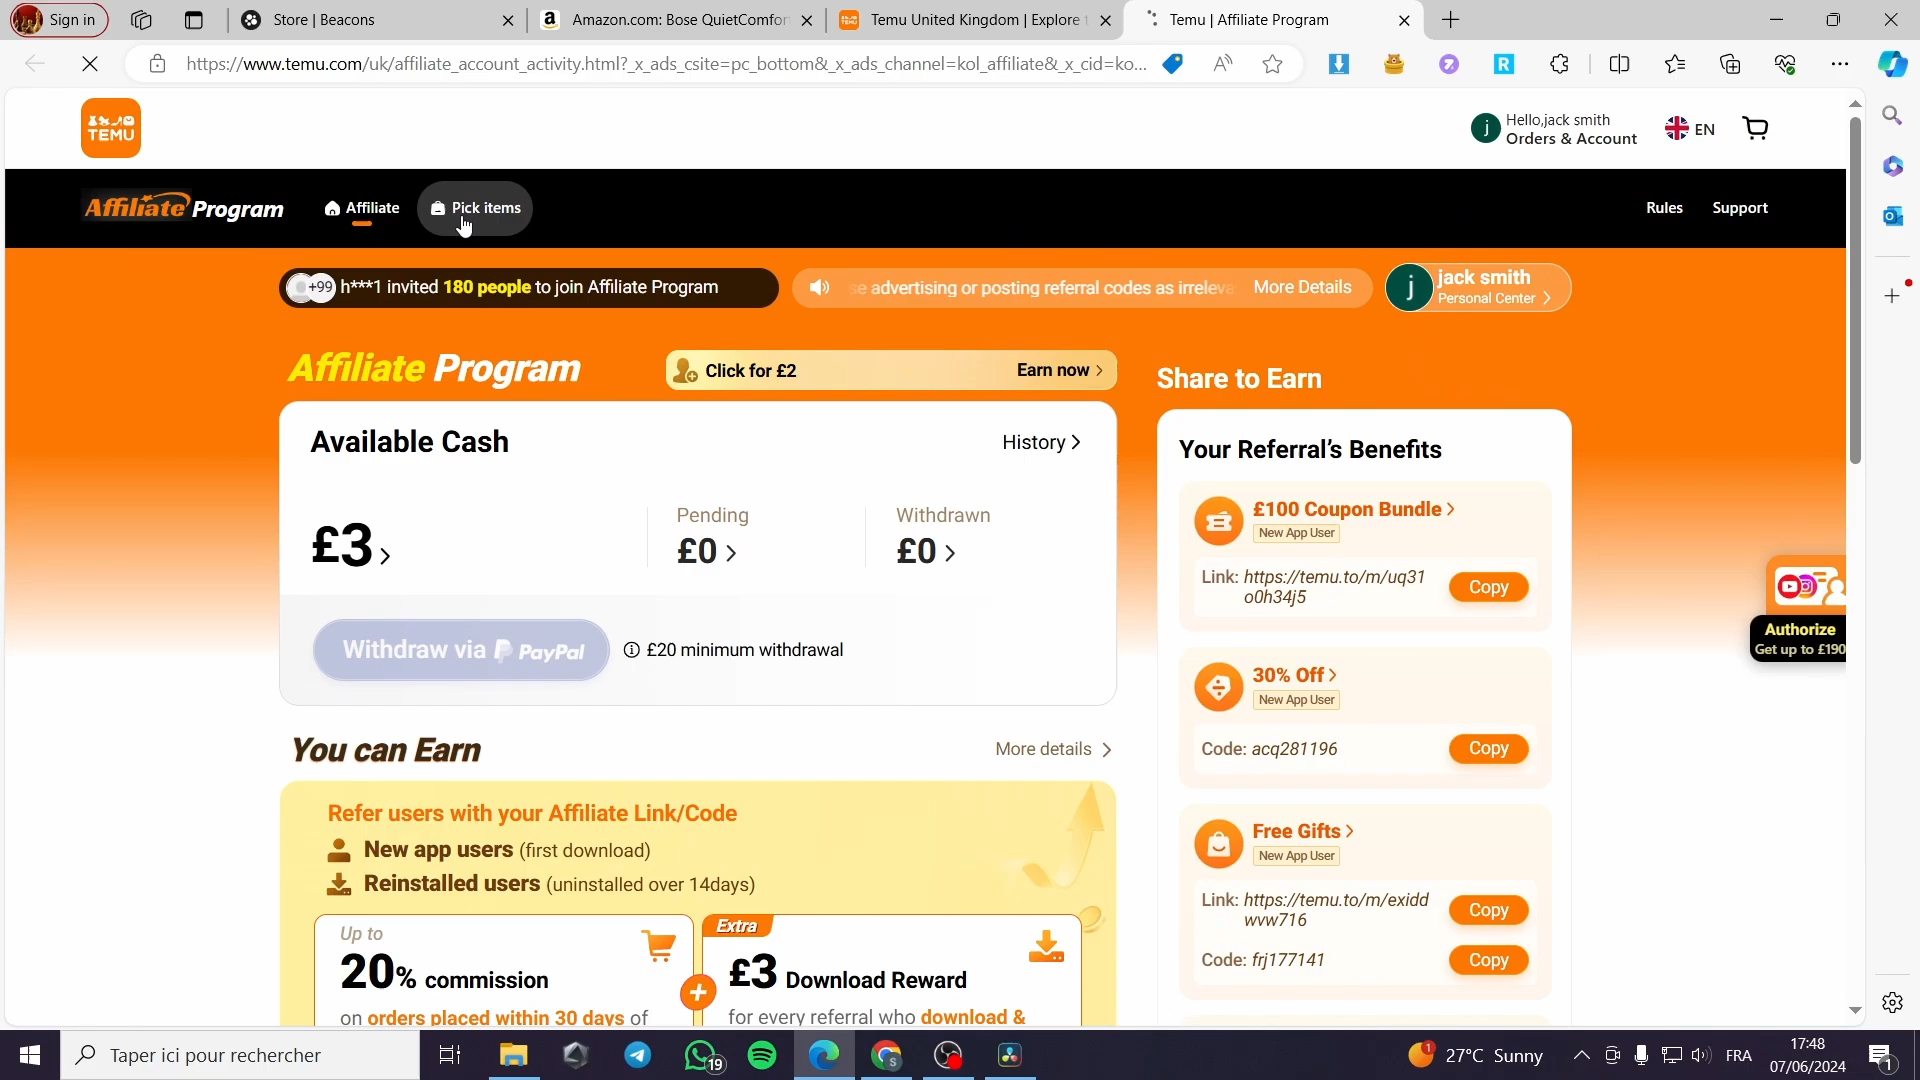 Sign in
Store | Beacons
Amazon.com: Bose QuietComfor
Temu United Kingdom | Explore t
Temu | Affiliate Program
https://www.temu.com/uk/affiliate_account_activity.html?_x_ads_csite=pc_bottom&_x_ads_channel=kol_affiliate&_x_cid=ko...
TEMU
Hello,jack smith
Orders & Account
EN
Affiliate Program
Affiliate
Pick items
Rules
Support
+99
h***1 invited 180 people to join Affiliate Program
se advertising or posting referral codes as irreleva
More Details
j
jack smith
Personal Center
Affiliate Program
Click for £2
Earn now
Share to Earn
Available Cash
History
£3
Pending
£0
Withdrawn
£0
Withdraw via PayPal
£20 minimum withdrawal
Your Referral's Benefits
£100 Coupon Bundle
New App User
Link: https://temu.to/m/uq31
o0h34j5
Copy
30% Off
New App User
Code: acq281196
Copy
Free Gifts
New App User
Link: https://temu.to/m/exidd
wvw716
Copy
Code: frj177141
Copy
Authorize
Get up to £190
You can Earn
More details
Refer users with your Affiliate Link/Code
New app users (first download)
Reinstalled users (uninstalled over 14days)
Up to
20% commission
on orders placed within 30 days of
Extra
£3 Download Reward
for every referral who download &
Taper ici pour rechercher
19
27°C Sunny
FRA
17:48
07/06/2024
1